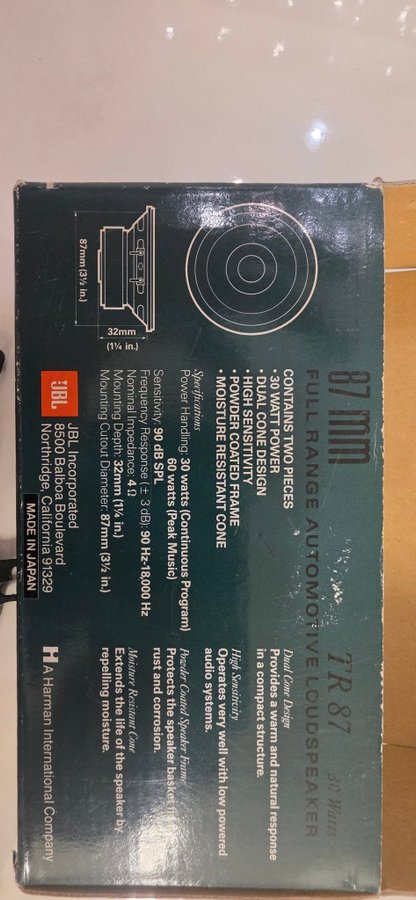 87 mm
TR 87
30 Watts
FULL RANGE AUTOMOTIVE LOUDSPEAKER
CONTAINS TWO PIECES
• 30 WATT POWER
• DUAL CONE DESIGN
• HIGH SENSITIVITY
• POWDER COATED FRAME
• MOISTURE RESISTANT CONE
Dual Cone Design
Provides a warm and natural response
in a compact structure.
High Sensitivity
Operates very well with low powered
audio systems.
Powder Coated Speaker Frame
Protects the speaker basket
rust and corrosion.
Moisture Resistant Cone
Extends the life of the speaker by
repelling moisture.
87mm (3½ in.)
32mm
(1¼ in.)
Specifications
Power Handling: 30 watts (Continuous Program)
60 watts (Peak Music)
Sensitivity: 90 dB SPL
Frequency Response (± 3 dB): 90 Hz-18,000 Hz
Nominal Impedance: 4 Ω
Mounting Depth: 32mm (1¼ in.)
Mounting Cutout Diameter: 87mm (3½ in.)
JBL
JBL Incorporated
8500 Balboa Boulevard
Northridge, California 91329
MADE IN JAPAN
H A Harman International Company